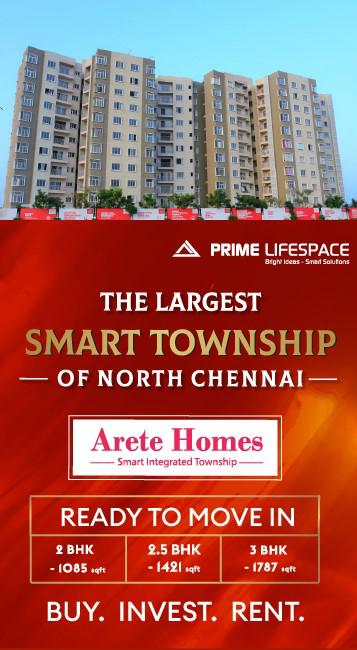 PRIME LIFESPACE
Bright Ideas - Smart Solutions
THE LARGEST
SMART TOWNSHIP
OF NORTH CHENNAI
Arete Homes
Smart Integrated Township
READY TO MOVE IN
2 BHK
- 1085 sqft
2.5 BHK
- 1421 sqft
3 BHK
- 1787 sqft
BUY. INVEST. RENT.